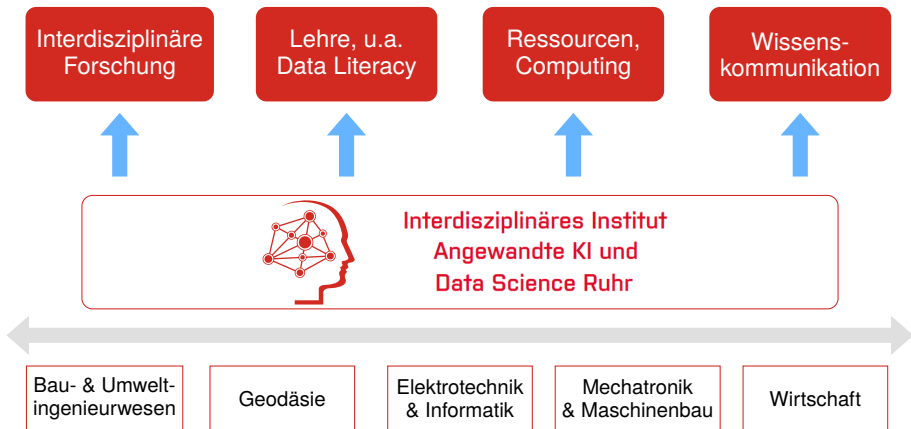 Interdisziplinäre
Forschung
Lehre, u.a.
Data Literacy
Ressourcen,
Computing
Wissens-
kommunikation
Interdisziplinäres Institut
Angewandte KI und
Data Science Ruhr
Bau- & Umwelt-
ingenieurwesen
Geodäsie
Elektrotechnik
& Informatik
Mechatronik
& Maschinenbau
Wirtschaft